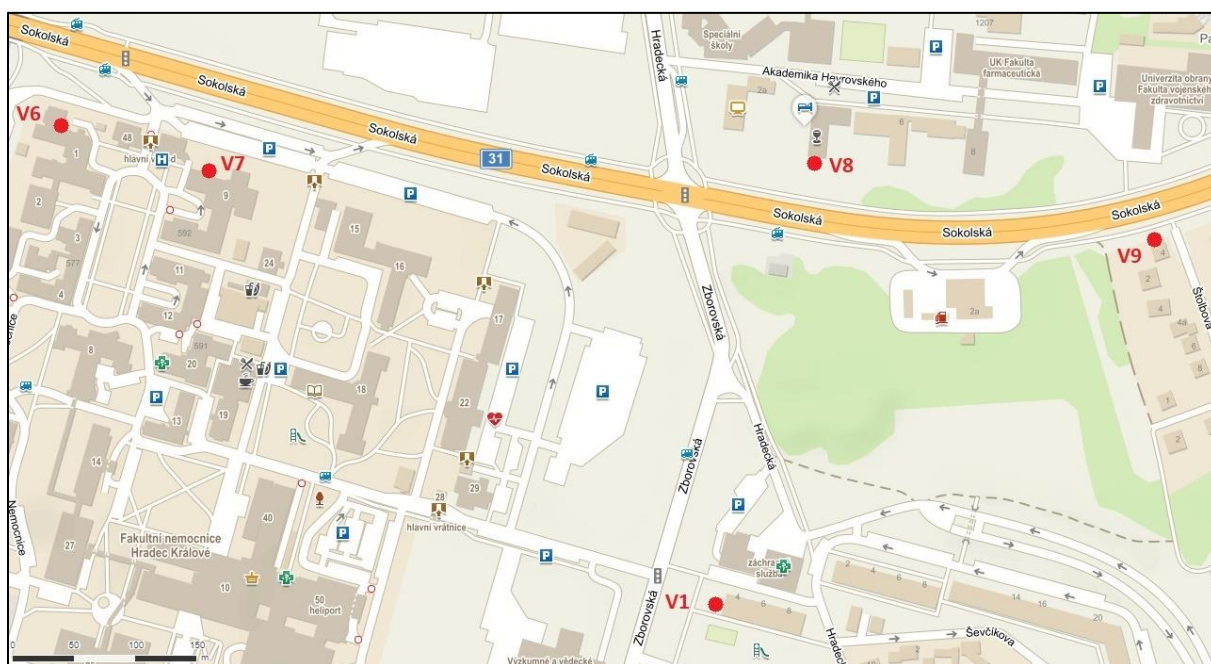 Sokolská
Sokolská
Sokolská
Sokolská
Sokolská
Sokolská
Sokolská
Sokolská
31
Hradecká
Speciální
školy
P
1207
Akademika Heyrovského
UK Fakulta
farmaceutická
Univerzita obrany
Fakulta vojenského
zdravotnictví
2a
6
8
V6
V7
V8
V9
V1
48
H
1
2
3
577
4
9
592
11
12
24
15
16
17
591
20
8
19
18
22
13
14
27
28
29
hlavní vrátnice
40
10
50
heliport
Fakultní nemocnice
Hradec Králové
Nemocnice
Zborovská
Zborovská
Zborovská
Hradecká
Hradecká
záchra
služba
2a
4
2
4
4a
6
8
1
2
Štolbova
2
4
6
8
14
16
20
4
6
8
Ševčíkova
Výzkumné a vědecké
0
50
100
150
m